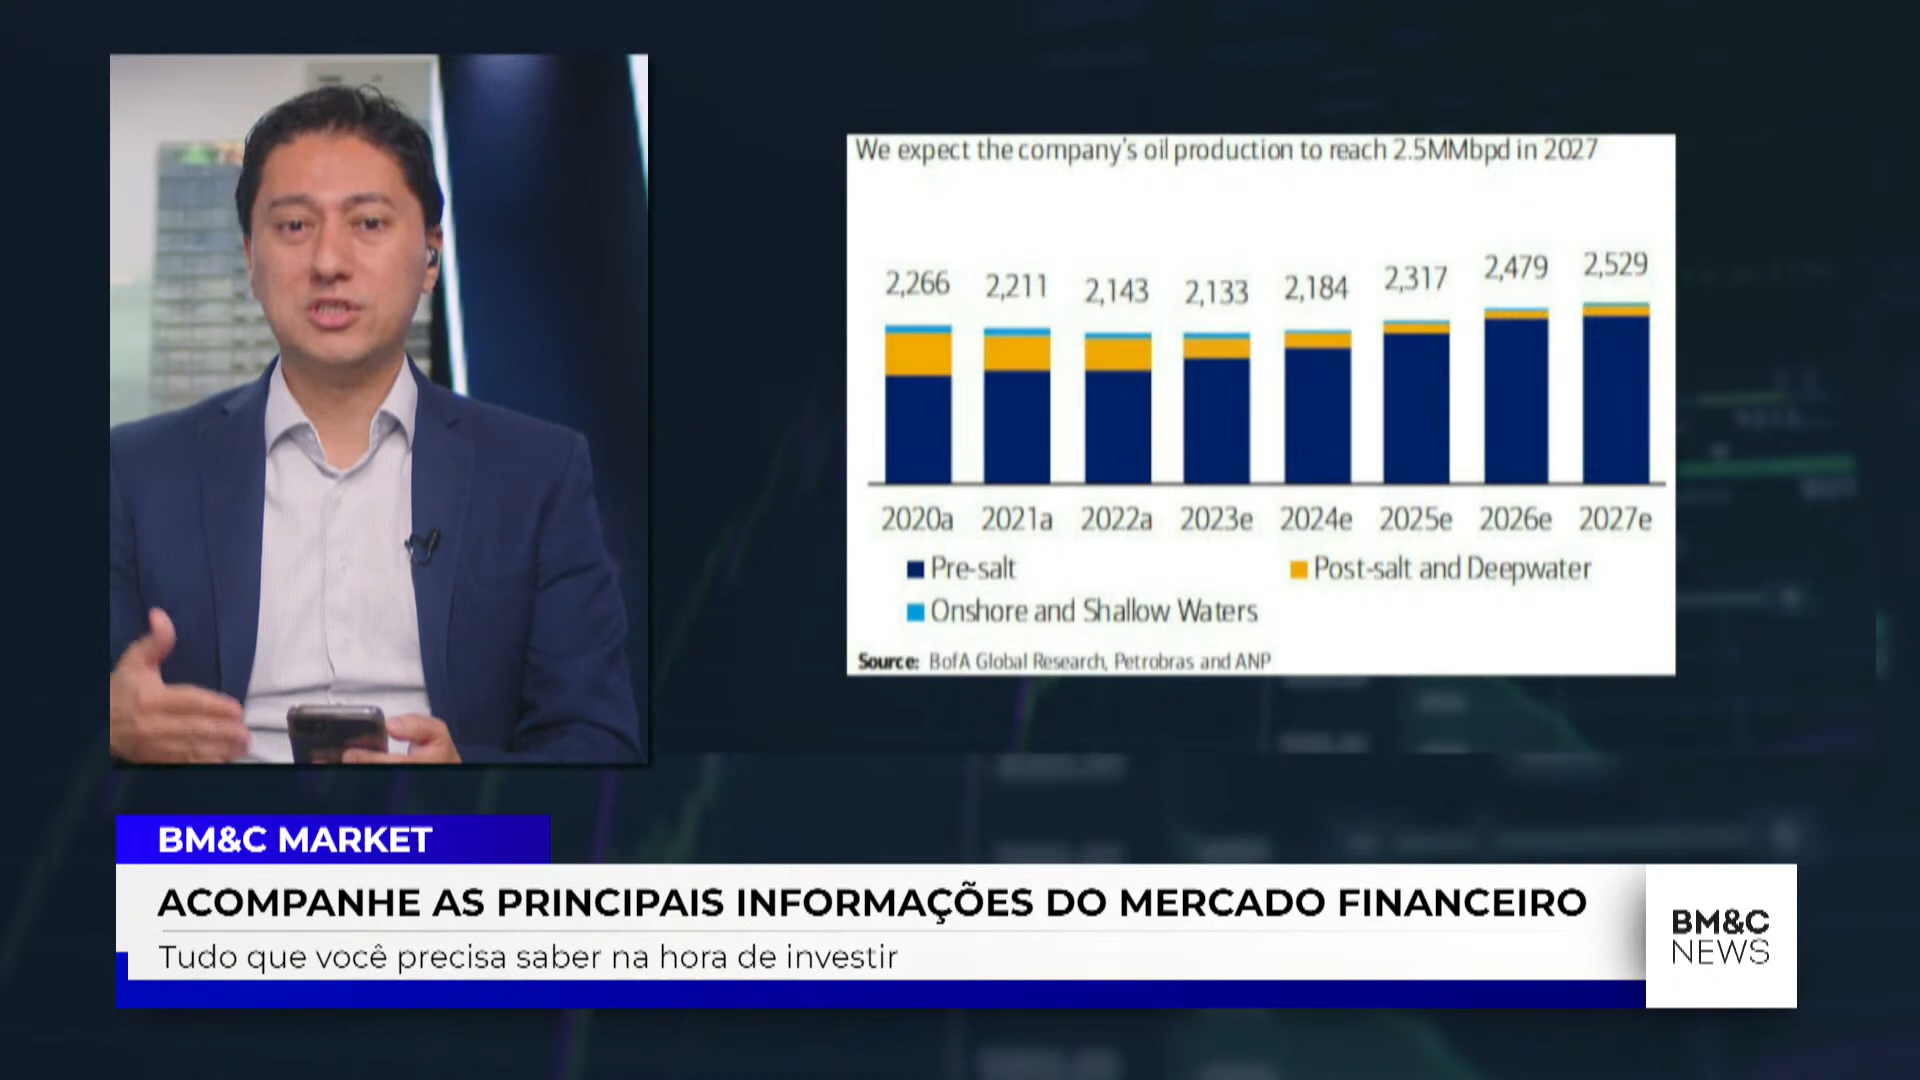 We expect the company's oil production to reach 2.5MMbpd in 2027
2,266 2,211 2,143 2,133 2,184 2,317 2,479 2,529
2020a 2021a 2022a 2023e 2024e 2025e 2026e 2027e
Pre-salt Post-salt and Deepwater
Onshore and Shallow Waters
Source: BofA Global Research, Petrobras and ANP
BM&C MARKET
ACOMPANHE AS PRINCIPAIS INFORMAÇÕES DO MERCADO FINANCEIRO
Tudo que você precisa saber na hora de investir
BM&C
NEWS